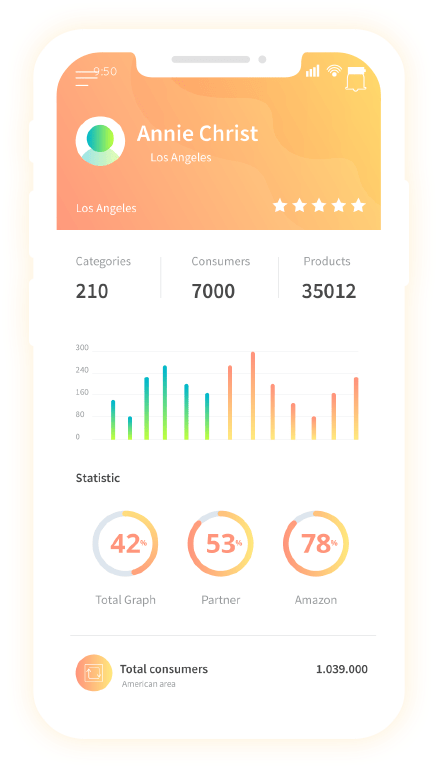 9:50
Annie Christ
Los Angeles
Los Angeles
Categories Consumers Products
210 7000 35012
300
240
160
80
0
Statistic
42% 53% 78%
Total Graph Partner Amazon
Total consumers 1.039.000
American area